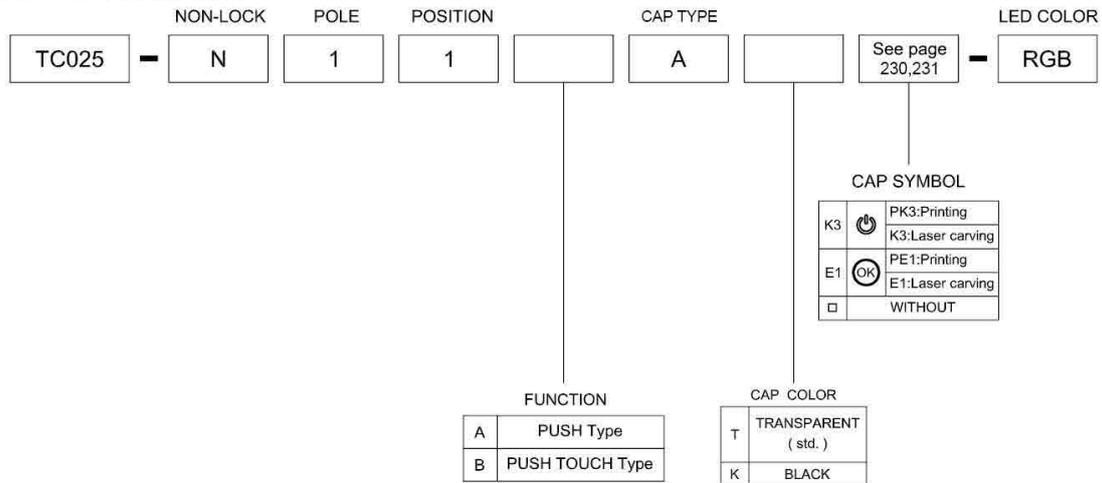 NON-LOCK POLE POSITION CAP TYPE LED COLOR
TC025 - N 1 1 A See page 230,231 - RGB
CAP SYMBOL
K3 PK3:Printing
K3:Laser carving
E1 OK PE1:Printing
E1:Laser carving
□ WITHOUT
FUNCTION
A PUSH Type
B PUSH TOUCH Type
CAP COLOR
T TRANSPARENT
( std. )
K BLACK